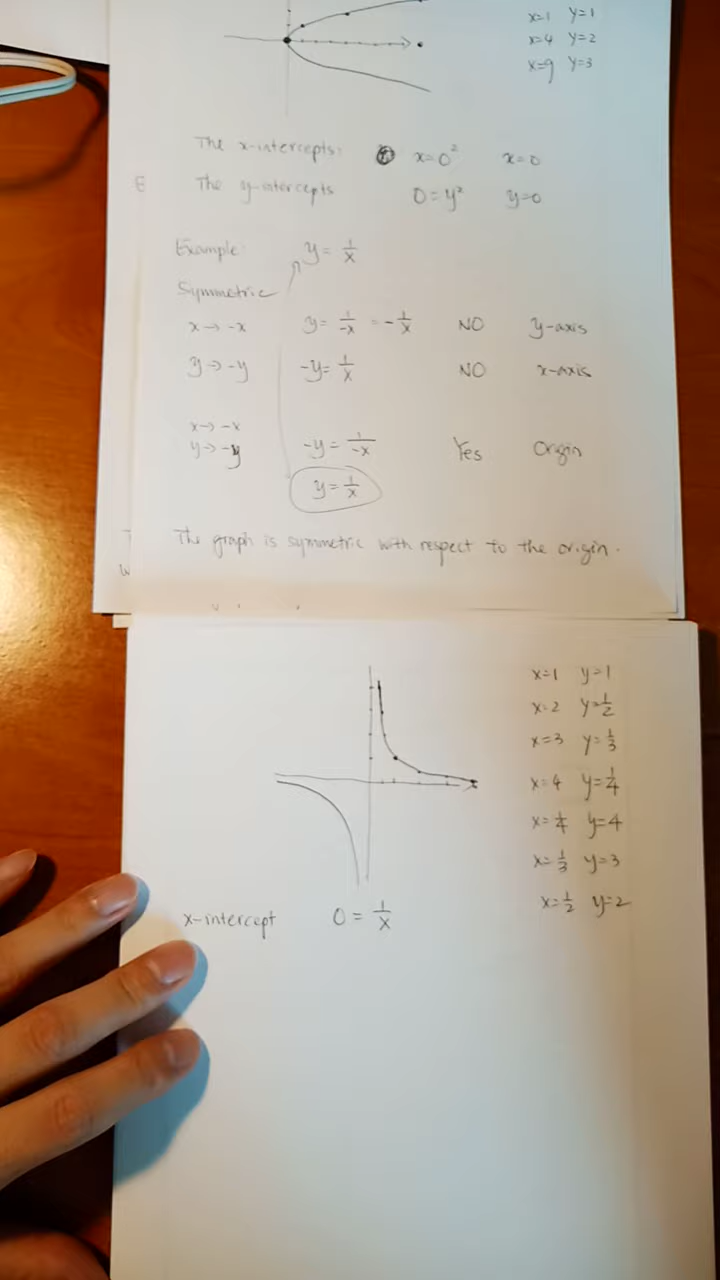 x=1 y=1
x=4 y=2
x=9 y=3
The x-intercepts: x=0² x=0
The y-intercepts 0=y² y=0
Example: y = 1/x
Symmetric
x→-x y= 1/-x = -1/x NO y-axis
y→-y -y= 1/x NO x-axis
x→-x
y→-y -y = 1/-x Yes Origin
y= 1/x
The graph is symmetric with respect to the origin.
x=1 y=1
x=2 y=1/2
x=3 y=1/3
x=4 y=1/4
x=1/4 y=4
x=1/3 y=3
x=1/2 y=2
x-intercept 0 = 1/x